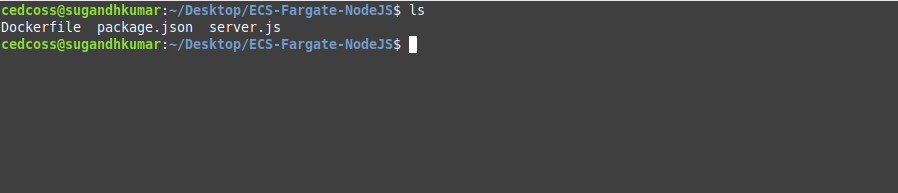 cedcoss@sugandhkumar:~/Desktop/ECS-Fargate-NodeJS$ ls
Dockerfile  package.json  server.js
cedcoss@sugandhkumar:~/Desktop/ECS-Fargate-NodeJS$